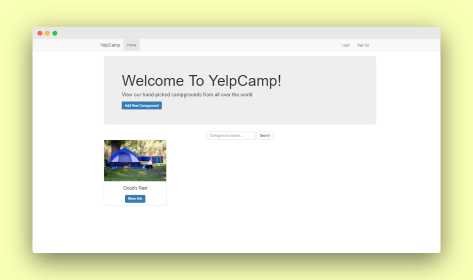 YelpCamp Home Login Sign Up
Welcome To YelpCamp!
View our hand picked campgrounds from all over the world
Add New Campground
Campground search... Search
Cloud's Rest
More Info